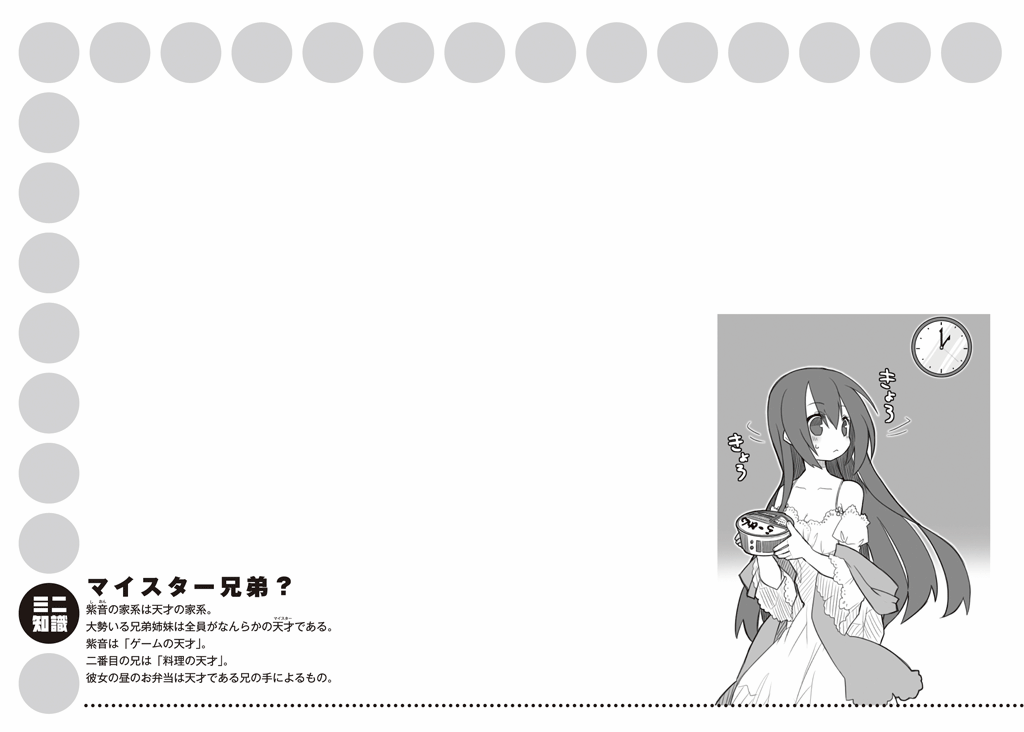 きょろ
きょろ
ミニ
知識
マイスター兄弟？
紫音の家系は天才の家系。
大勢いる兄弟姉妹は全員がなんらかの天才である。
紫音は「ゲームの天才」。
二番目の兄は「料理の天才」。
彼女の昼のお弁当は天才である兄の手によるもの。